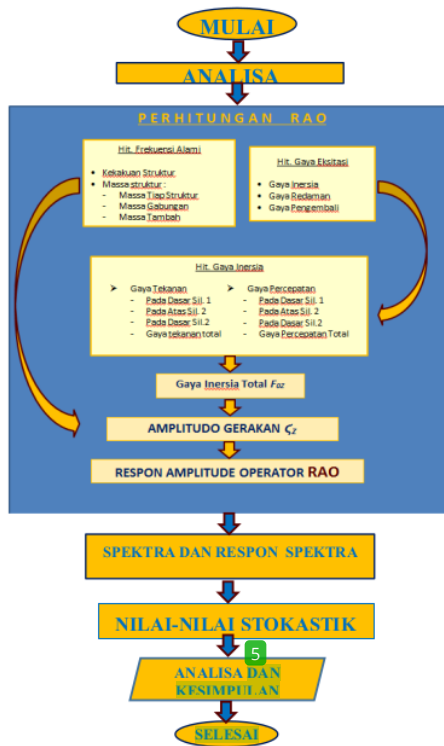 MULAI
ANALISA
PERHITUNGAN RAO
Hit. Frekuensi Alami
• Kekakuan Struktur
• Massa struktur :
- Massa Tiap Struktur
Massa Gabungan
- Massa Tambah
Hit. Gaya Eksitasi
• Gaya Inersia
• Gaya Redaman
• Gaya Pengembali
Hit. Gaya Inersia
➢ Gaya Tekanan
- Pada Dasar Sil. 1
- Pada Atas Sil. 2
- Pada Dasar Sil.2
- Gaya tekanan total
➢ Gaya Percepatan
- Pada Dasar Sil. 1
- Pada Atas Sil. 2
- Pada Dasar Sil.2
- Gaya Percepatan Total
Gaya Inersia Total F₀z
AMPLITUDO GERAKAN ζz
RESPON AMPLITUDE OPERATOR RAO
SPEKTRA DAN RESPON SPEKTRA
NILAI-NILAI STOKASTIK
5
ANALISA DAN
KESIMPULAN
SELESAI